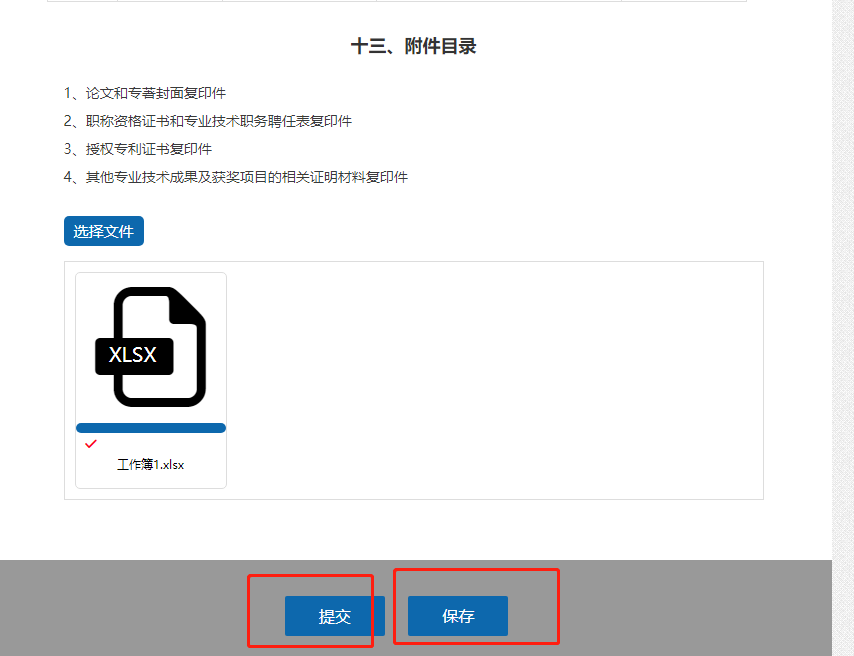 十三、附件目录
1、论文和专著封面复印件
2、职称资格证书和专业技术职务聘任表复印件
3、授权专利证书复印件
4、其他专业技术成果及获奖项目的相关证明材料复印件
选择文件
XLSX
工作簿1.xlsx
提交 保存